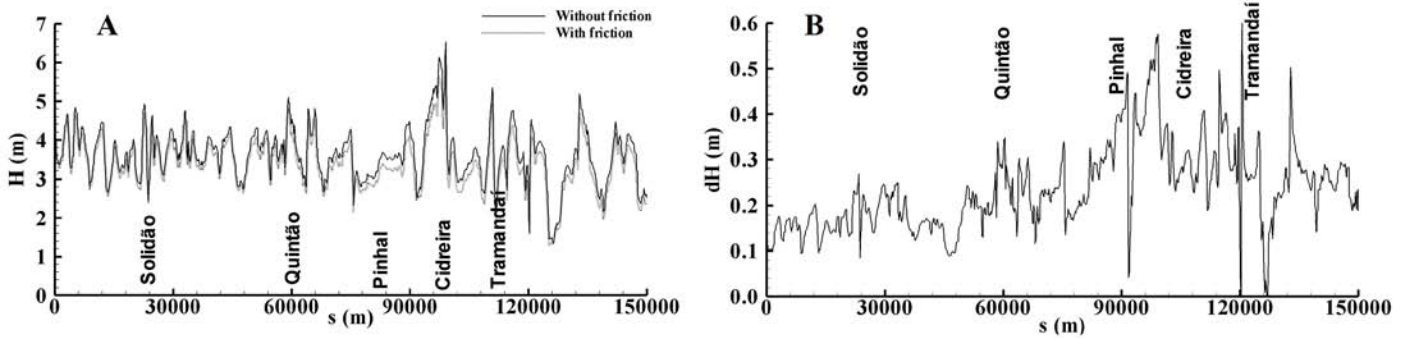 A
Without friction
With friction
H (m)
7
6
5
4
3
2
1
0
Solidão
Quintão
Pinhal
Cidreira
Tramandaí
0 30000 60000 90000 120000 150000
s (m)
B
dH (m)
0.6
0.5
0.4
0.3
0.2
0.1
0.0
Solidão
Quintão
Pinhal
Cidreira
Tramandaí
0 30000 60000 90000 120000 150000
s (m)